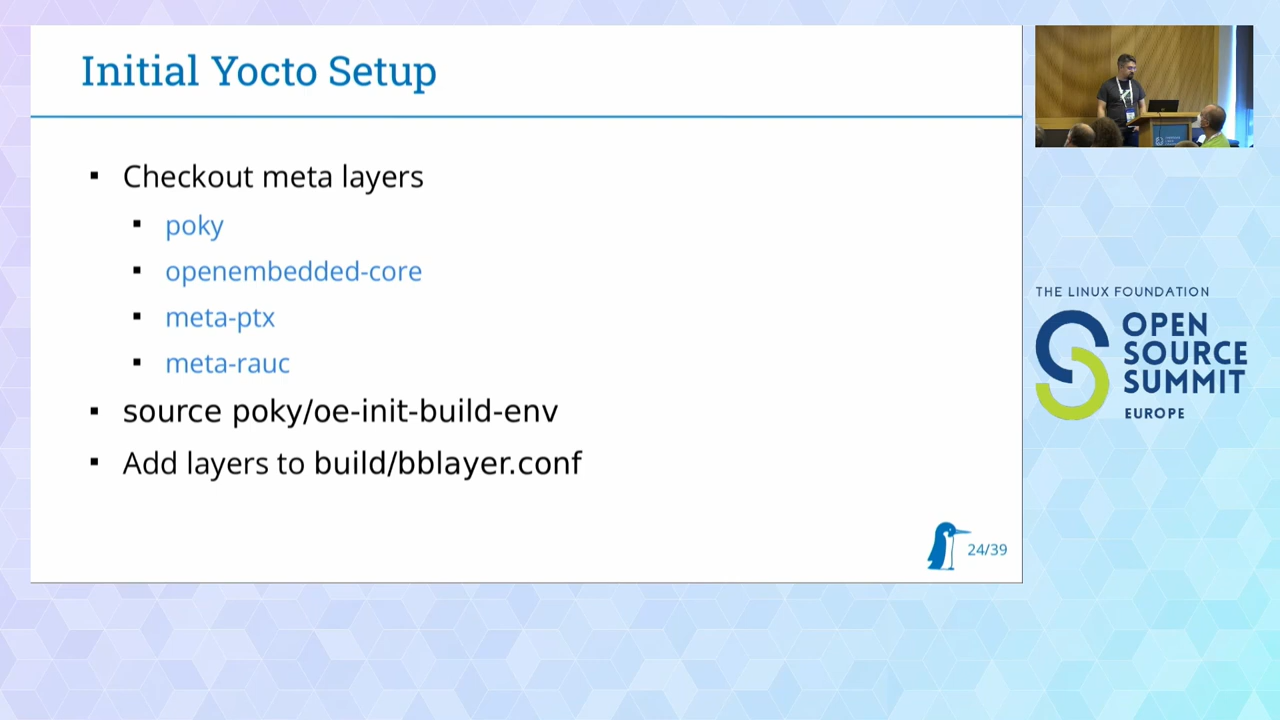 Initial Yocto Setup
Checkout meta layers
poky
openembedded-core
meta-ptx
meta-rauc
source poky/oe-init-build-env
Add layers to build/bblayer.conf
24/39
THE LINUX FOUNDATION
OPEN
SOURCE
SUMMIT
EUROPE